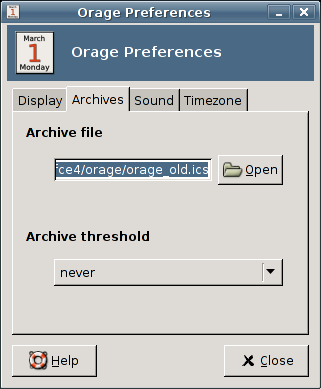 Orage Preferences
March
1
Monday
Orage Preferences
Display Archives Sound Timezone
Archive file
fce4/orage/orage_old.ics Open
Archive threshold
never
Help Close